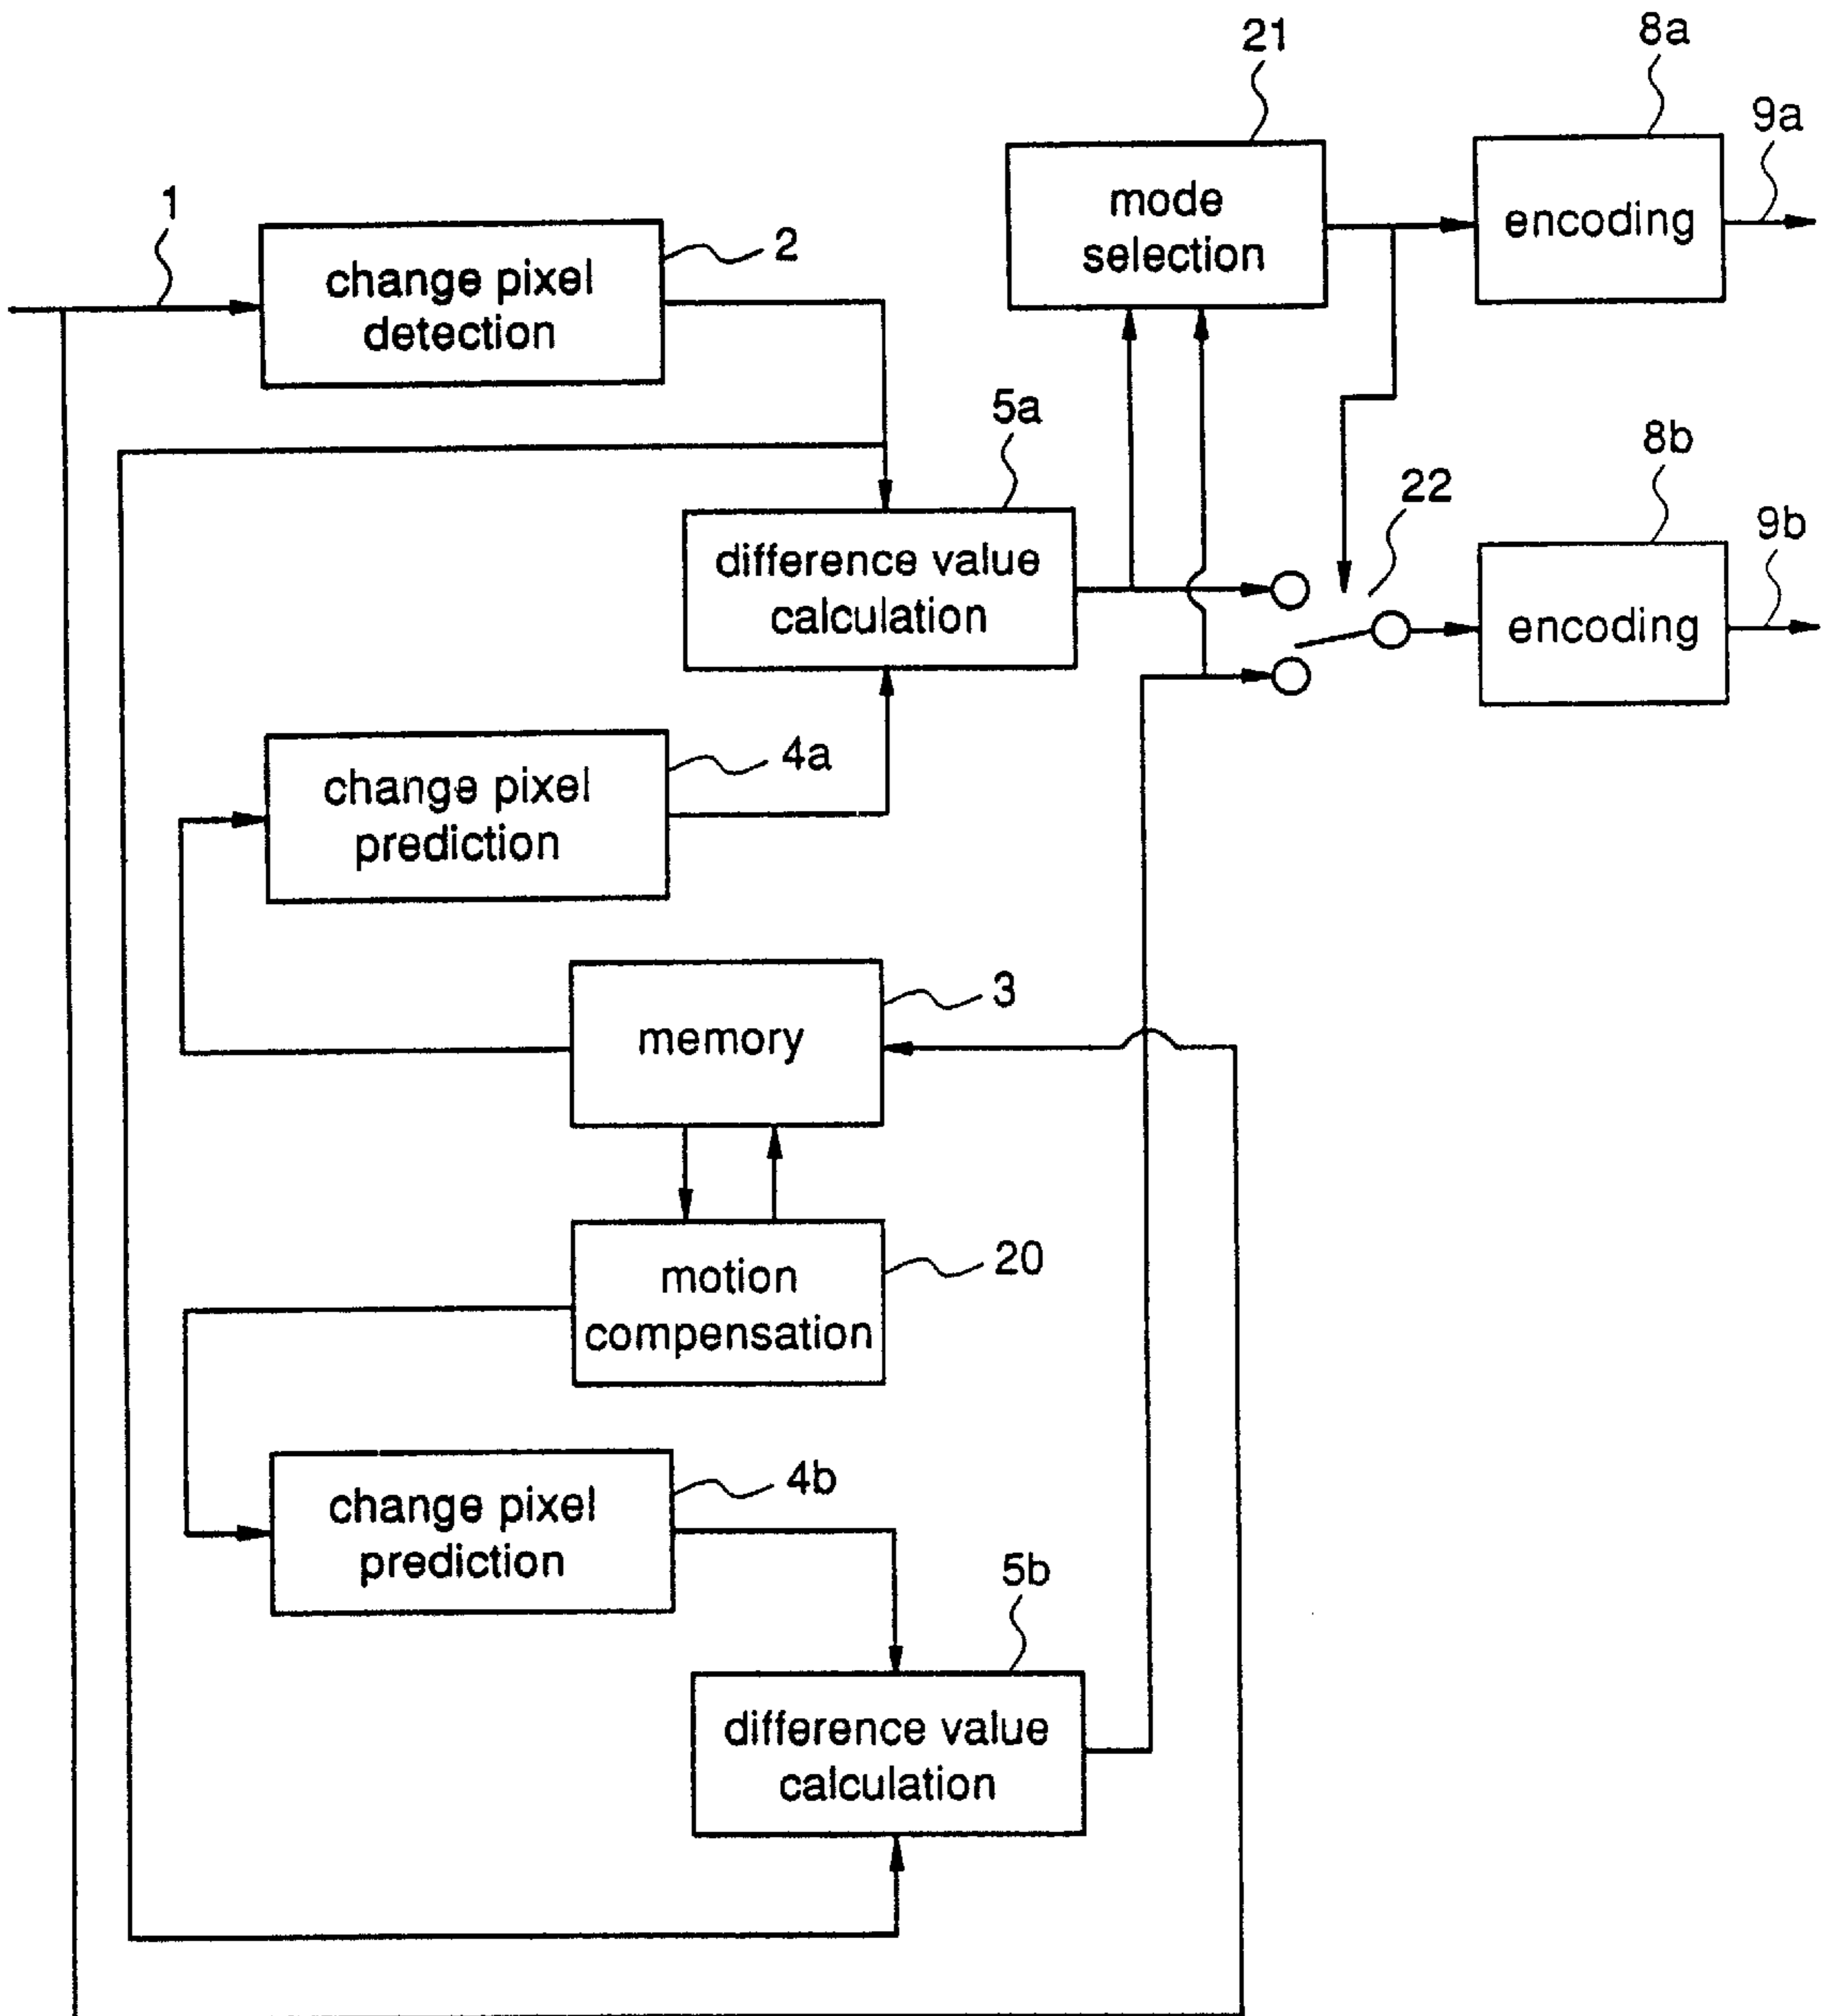 21
8a
9a
1
mode
selection
encoding
2
change pixel
detection
5a
8b
22
9b
difference value
calculation
encoding
4a
change pixel
prediction
3
memory
20
motion
compensation
4b
change pixel
prediction
5b
difference value
calculation